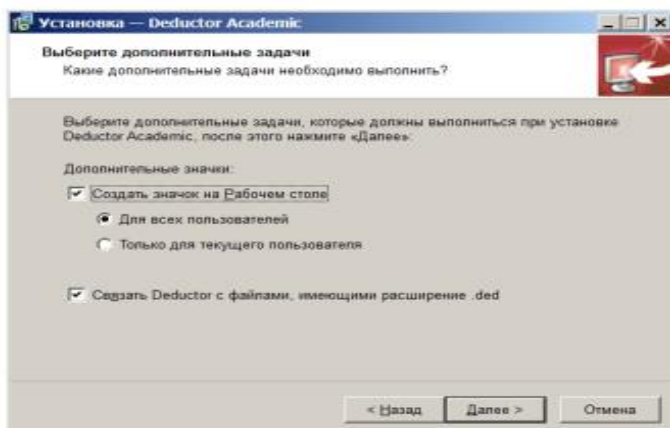 Установка — Deductor Academic
Выберите дополнительные задачи
Какие дополнительные задачи необходимо выполнить?
Выберите дополнительные задачи, которые должны выполниться при установке
Deductor Academic, после этого нажмите «Далее»:
Дополнительные значки:
Создать значок на Рабочем столе
Для всех пользователей
Только для текущего пользователя
Связать Deductor с файлами, имеющими расширение .ded
< Назад Далее > Отмена